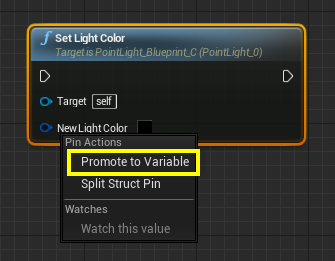 f Set Light Color
Target is PointLight_Blueprint_C (PointLight_0)
Target self
New Light Color
Pin Actions
Promote to Variable
Split Struct Pin
Watches
Watch this value